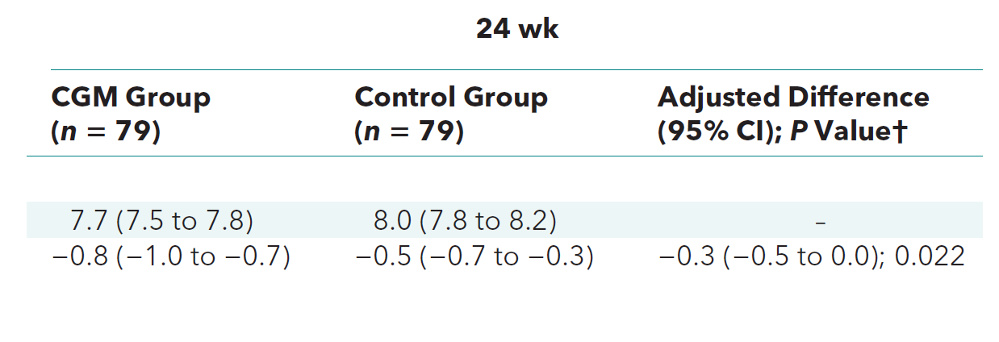 24 wk
CGM Group Control Group Adjusted Difference
(n = 79) (n = 79) (95% CI); P Value†
7.7 (7.5 to 7.8) 8.0 (7.8 to 8.2) –
−0.8 (−1.0 to −0.7) −0.5 (−0.7 to −0.3) −0.3 (−0.5 to 0.0); 0.022